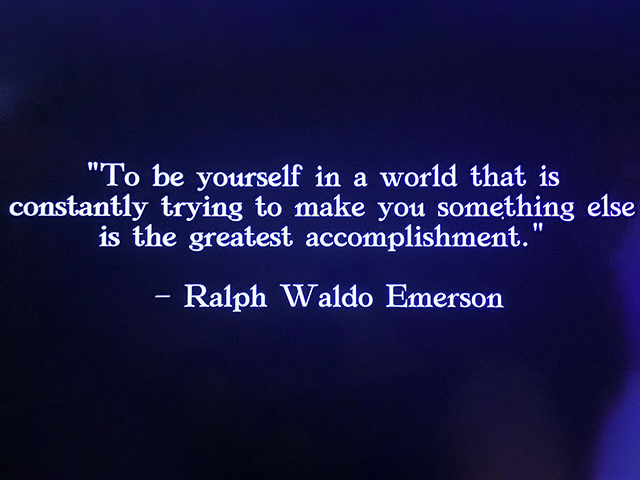 "To be yourself in a world that is
constantly trying to make you something else
is the greatest accomplishment."
– Ralph Waldo Emerson